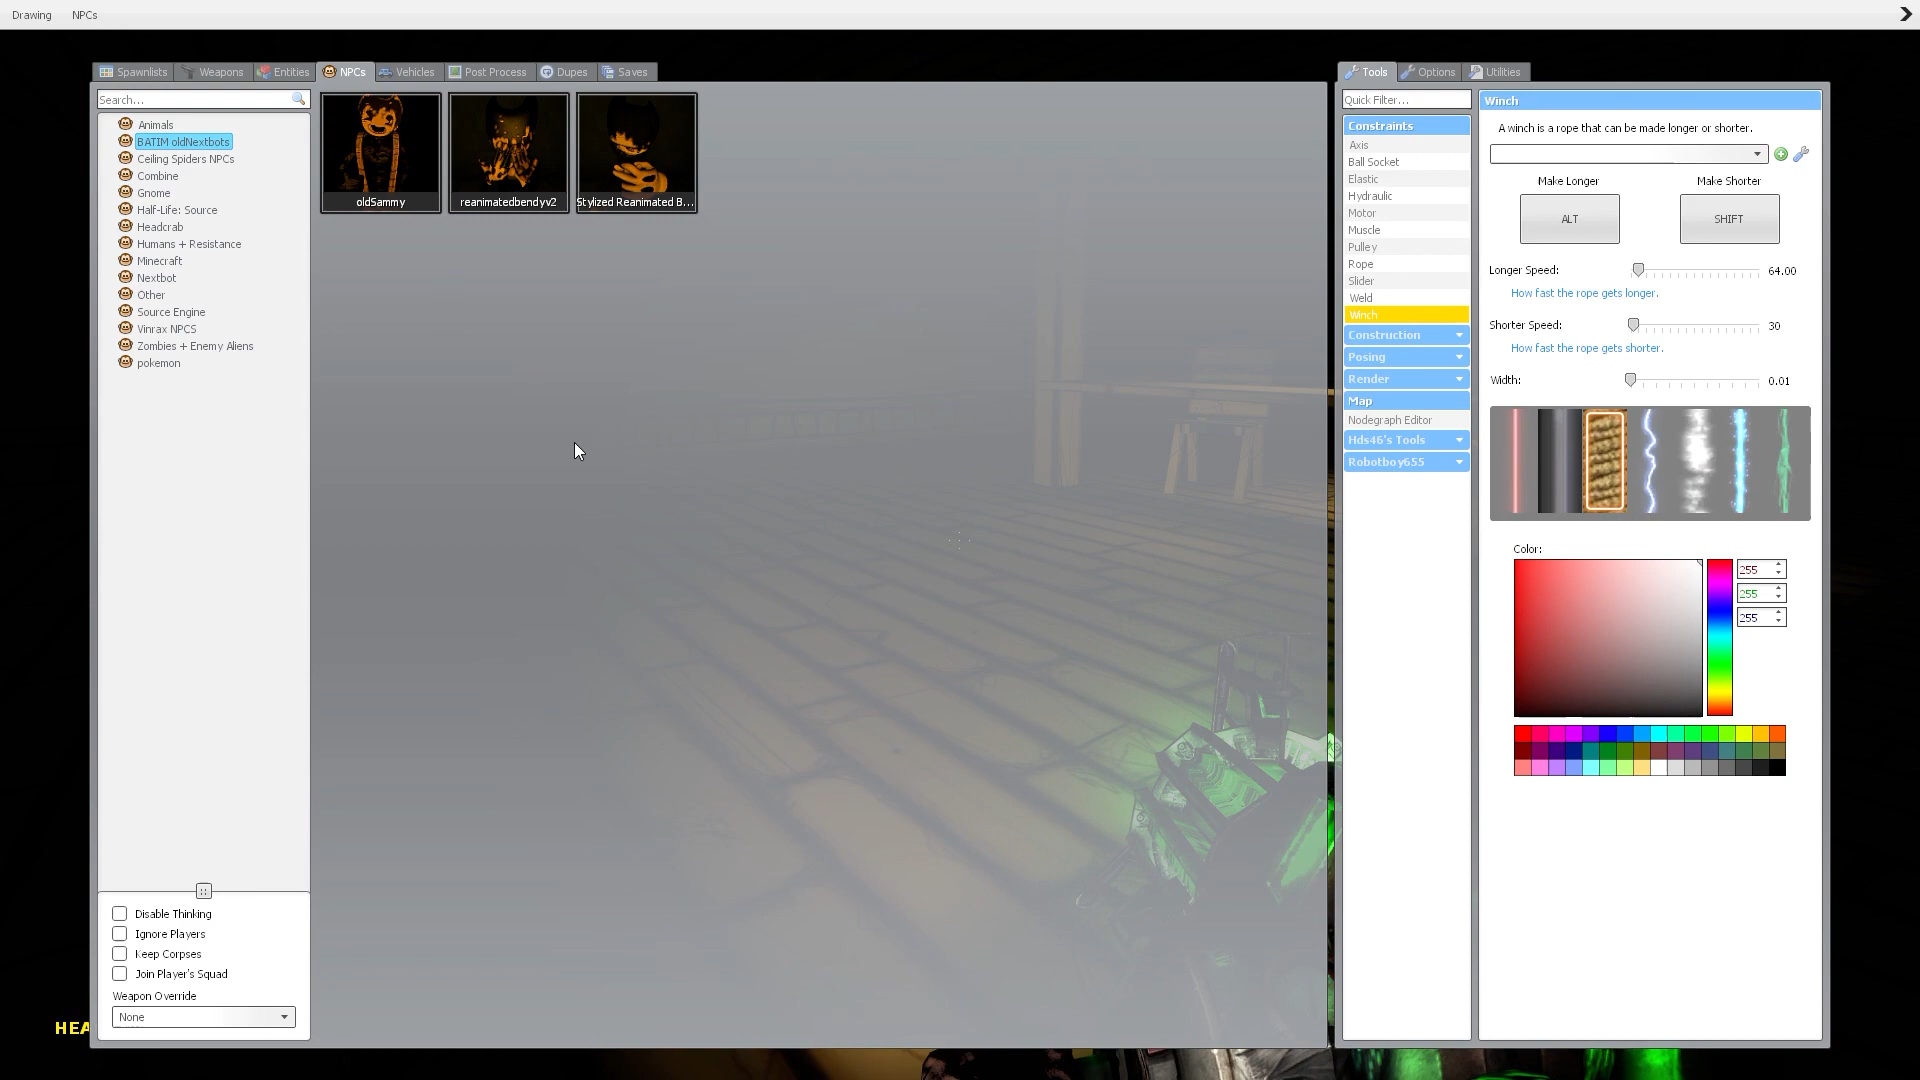 Drawing NPCs
Spawnlists Weapons Entities NPCs Vehicles Post Process Dupes Saves
Search...
Animals
BATIM oldNextbots
Ceiling Spiders NPCs
Combine
Gnome
Half-Life: Source
Headcrab
Humans + Resistance
Minecraft
Nextbot
Other
Source Engine
Vinrax NPCS
Zombies + Enemy Aliens
pokemon
oldSammy
reanimatedbendyv2
Stylized Reanimated B...
Disable Thinking
Ignore Players
Keep Corpses
Join Player's Squad
Weapon Override
None
HEA
Tools Options Utilities
Quick Filter...
Constraints
Axis
Ball Socket
Elastic
Hydraulic
Motor
Muscle
Pulley
Rope
Slider
Weld
Winch
Construction
Posing
Render
Map
Nodegraph Editor
Hds46's Tools
Robotboy655
Winch
A winch is a rope that can be made longer or shorter.
Make Longer Make Shorter
ALT SHIFT
Longer Speed: 64.00
How fast the rope gets longer.
Shorter Speed: 30
How fast the rope gets shorter.
Width: 0.01
Color:
255
255
255